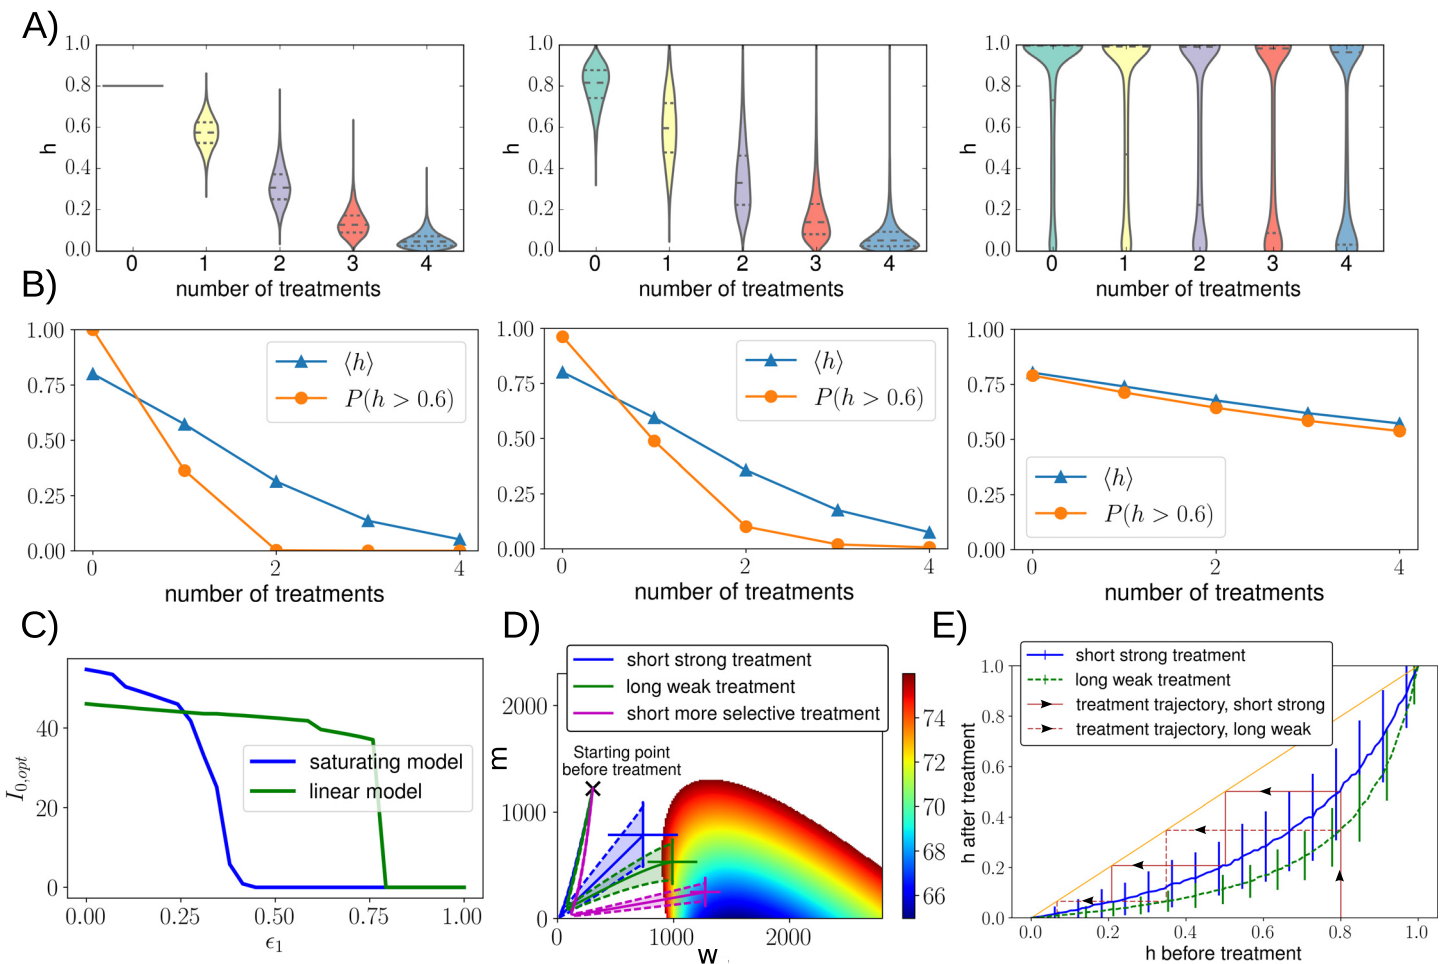 A)
1.0
0.8
0.6
0.4
0.2
0.0
h
0 1 2 3 4
number of treatments
1.0
0.8
0.6
0.4
0.2
0.0
h
0 1 2 3 4
number of treatments
1.0
0.8
0.6
0.4
0.2
0.0
h
0 1 2 3 4
number of treatments
B)
1.00
0.75
0.50
0.25
0.00
⟨h⟩
P(h > 0.6)
0 2 4
number of treatments
1.00
0.75
0.50
0.25
0.00
⟨h⟩
P(h > 0.6)
0 2 4
number of treatments
1.00
0.75
0.50
0.25
0.00
⟨h⟩
P(h > 0.6)
0 2 4
number of treatments
C)
I0,opt
40
20
0
saturating model
linear model
0.00 0.25 0.50 0.75 1.00
ϵ1
D)
short strong treatment
long weak treatment
short more selective treatment
Starting point
before treatment
m
2000
1000
0
0 1000 2000
w
74
72
70
68
66
E)
short strong treatment
long weak treatment
treatment trajectory, short strong
treatment trajectory, long weak
h after treatment
1.0
0.8
0.6
0.4
0.2
0.0
0.0 0.2 0.4 0.6 0.8 1.0
h before treatment